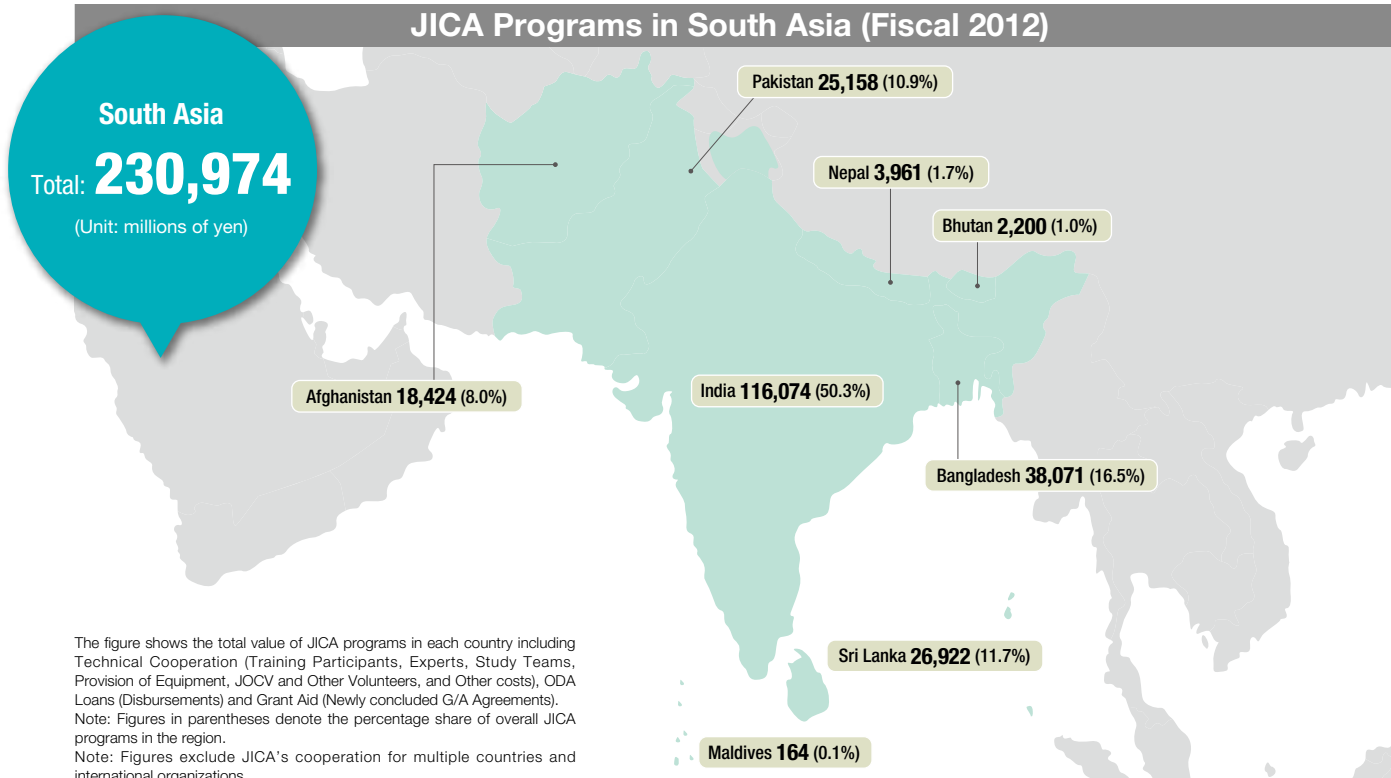 JICA Programs in South Asia (Fiscal 2012)
South Asia
Total: 230,974
(Unit: millions of yen)
Pakistan 25,158 (10.9%)
Nepal 3,961 (1.7%)
Bhutan 2,200 (1.0%)
Afghanistan 18,424 (8.0%)
India 116,074 (50.3%)
Bangladesh 38,071 (16.5%)
Sri Lanka 26,922 (11.7%)
Maldives 164 (0.1%)
The figure shows the total value of JICA programs in each country including
Technical Cooperation (Training Participants, Experts, Study Teams,
Provision of Equipment, JOCV and Other Volunteers, and Other costs), ODA
Loans (Disbursements) and Grant Aid (Newly concluded G/A Agreements).
Note: Figures in parentheses denote the percentage share of overall JICA
programs in the region.
Note: Figures exclude JICA's cooperation for multiple countries and
international organizations.